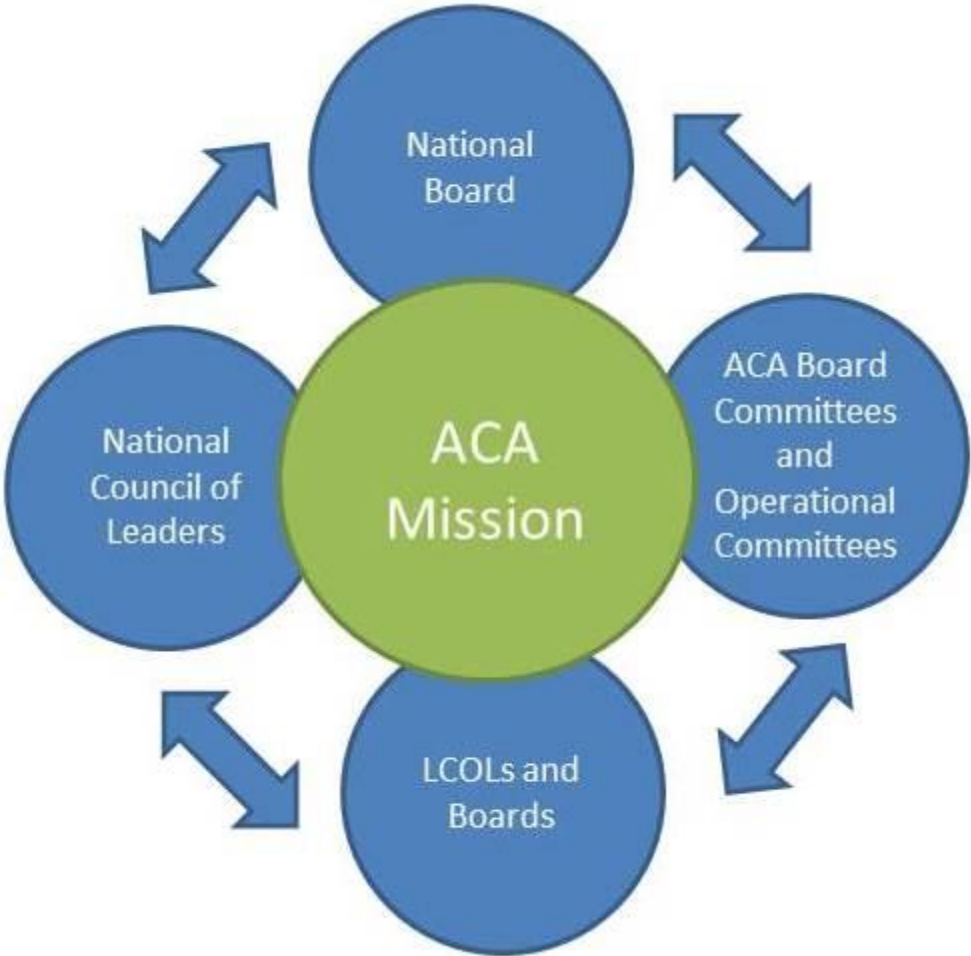 National
Board
ACA Board
Committees
and
Operational
Committees
National
Council of
Leaders
ACA
Mission
LCOLs and
Boards